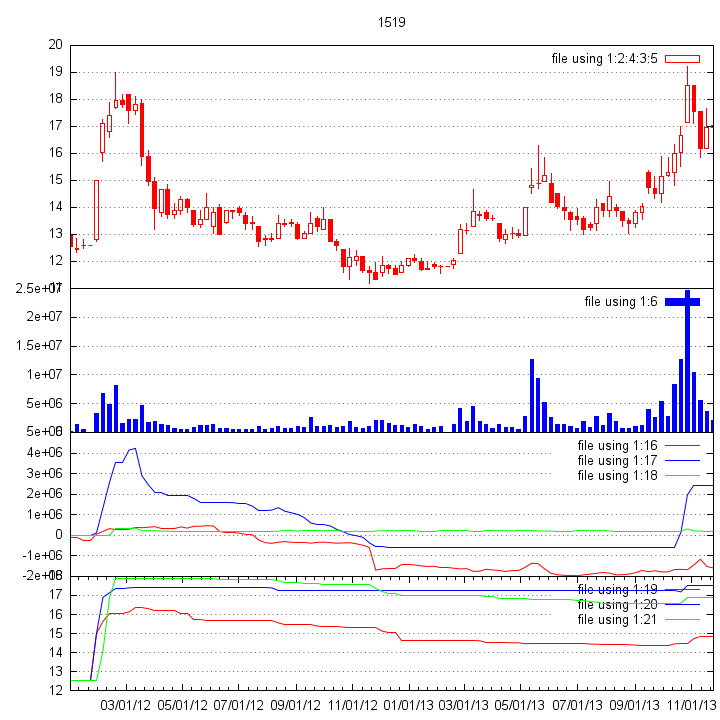 1519
20
file using 1:2:4:3:5
19
18
17
16
15
14
13
12
2.5e+07
file using 1:6
2e+07
1.5e+07
1e+07
5e+06
file using 1:16
4e+06
file using 1:17
3e+06
file using 1:18
2e+06
1e+06
0
-1e+06
-2e+06
file using 1:19
17
file using 1:20
16
file using 1:21
15
14
13
12
03/01/12 05/01/12 07/01/12 09/01/12 11/01/12 01/01/13 03/01/13 05/01/13 07/01/13 09/01/13 11/01/13